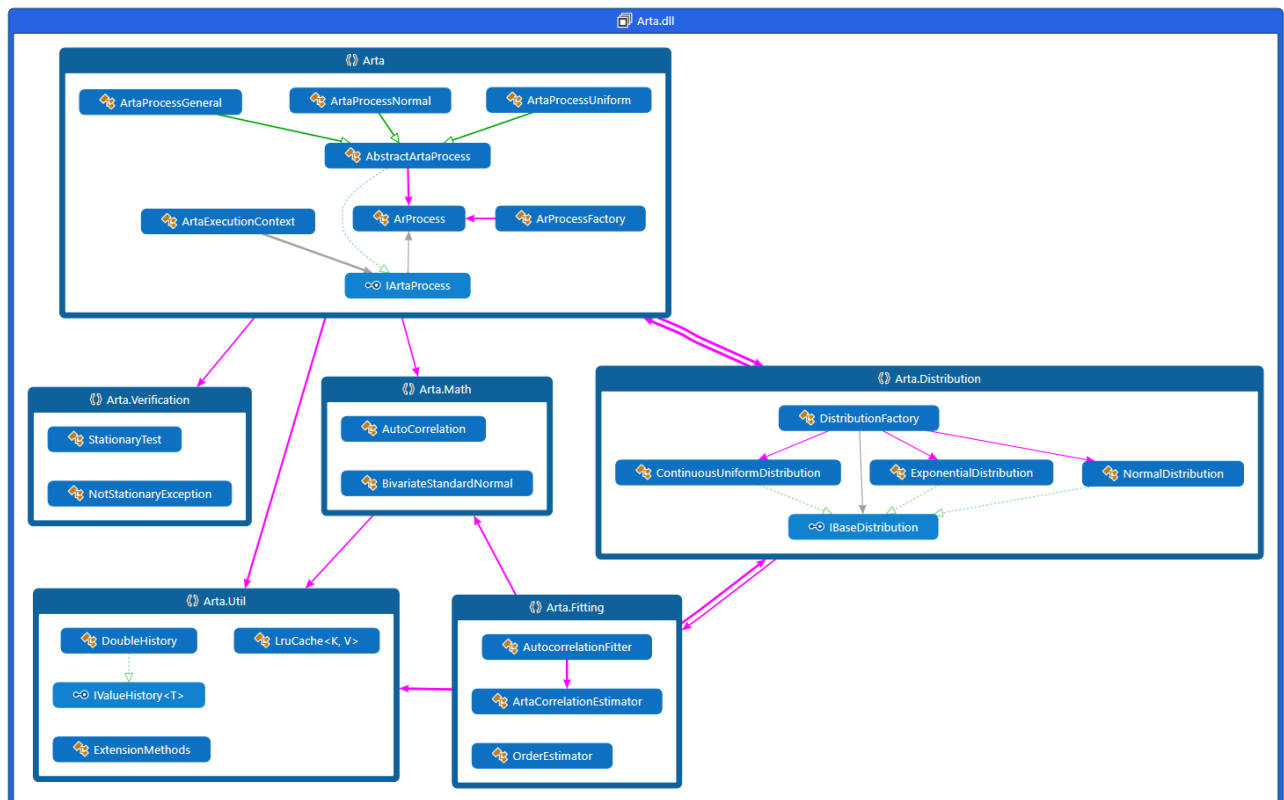 Arta.dll
Arta
ArtaProcessGeneral
ArtaProcessNormal
ArtaProcessUniform
AbstractArtaProcess
ArtaExecutionContext
ArProcess
ArProcessFactory
IArtaProcess
Arta.Verification
StationaryTest
NotStationaryException
Arta.Math
AutoCorrelation
BivariateStandardNormal
Arta.Distribution
DistributionFactory
ContinuousUniformDistribution
ExponentialDistribution
NormalDistribution
IBaseDistribution
Arta.Util
DoubleHistory
LruCache<K, V>
IValueHistory<T>
ExtensionMethods
Arta.Fitting
AutocorrelationFitter
ArtaCorrelationEstimator
OrderEstimator